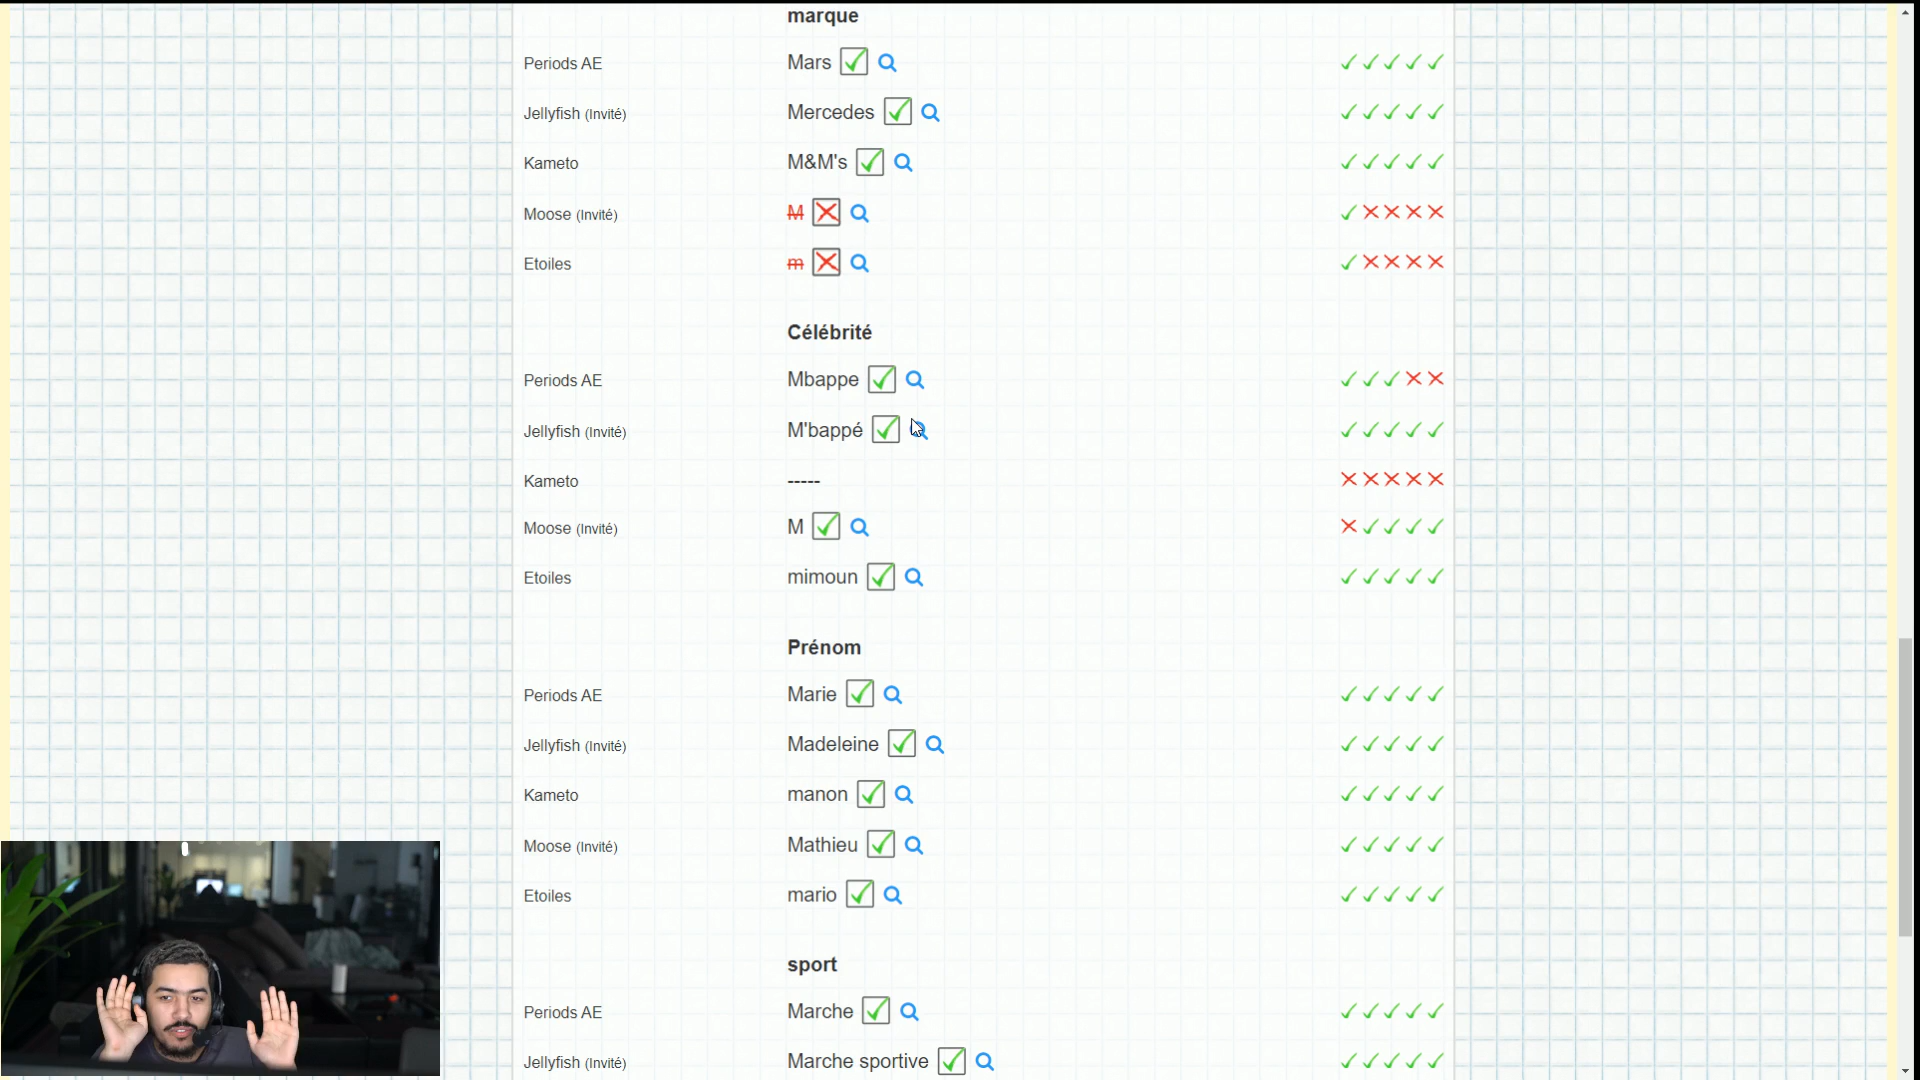 marque
Periods AE Mars
Jellyfish (Invité) Mercedes
Kameto M&M's
Moose (Invité) M
Etoiles m
Célébrité
Periods AE Mbappe
Jellyfish (Invité) M'bappé
Kameto -----
Moose (Invité) M
Etoiles mimoun
Prénom
Periods AE Marie
Jellyfish (Invité) Madeleine
Kameto manon
Moose (Invité) Mathieu
Etoiles mario
sport
Periods AE Marche
Jellyfish (Invité) Marche sportive